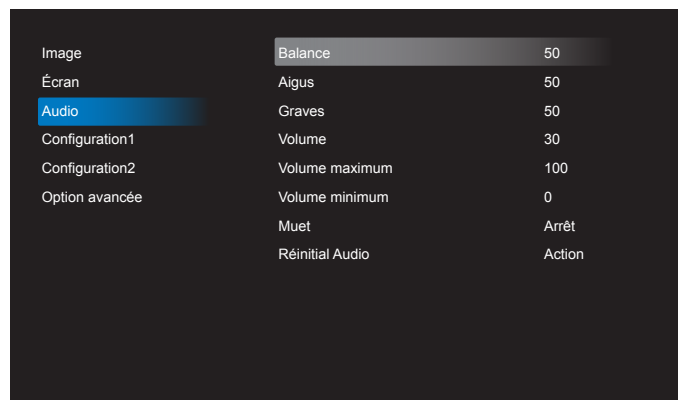 Image
Écran
Audio
Configuration1
Configuration2
Option avancée
Balance 50
Aigus 50
Graves 50
Volume 30
Volume maximum 100
Volume minimum 0
Muet Arrêt
Réinitial Audio Action